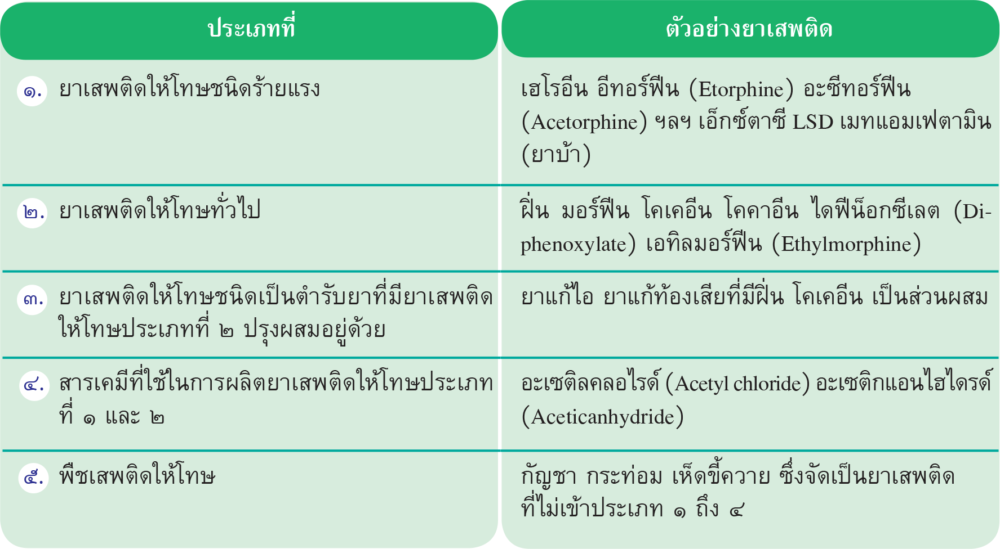 ประเภทที่
ตัวอย่างยาเสพติด
๑. ยาเสพติดให้โทษชนิดร้ายแรง
เฮโรอีน อีทอร์ฟีน (Etorphine) อะซีทอร์ฟีน
(Acetorphine) ฯลฯ เอ็กซ์ตาซี LSD เมทแอมเฟตามิน
(ยาบ้า)
๒. ยาเสพติดให้โทษทั่วไป
ฝิ่น มอร์ฟีน โคเคอีน โคคาอีน ไดฟีน็อกซีเลต (Di-
phenoxylate) เอทิลมอร์ฟีน (Ethylmorphine)
๓. ยาเสพติดให้โทษชนิดเป็นตำรับยาที่มียาเสพติด
ให้โทษประเภทที่ ๒ ปรุงผสมอยู่ด้วย
ยาแก้ไอ ยาแก้ท้องเสียที่มีฝิ่น โคเคอีน เป็นส่วนผสม
๔. สารเคมีที่ใช้ในการผลิตยาเสพติดให้โทษประเภท
ที่ ๑ และ ๒
อะเซติลคลอไรด์ (Acetyl chloride) อะเซติกแอนไฮไดรด์
(Aceticanhydride)
๕. พืชเสพติดให้โทษ
กัญชา กระท่อม เห็ดขี้ควาย ซึ่งจัดเป็นยาเสพติด
ที่ไม่เข้าประเภท ๑ ถึง ๔